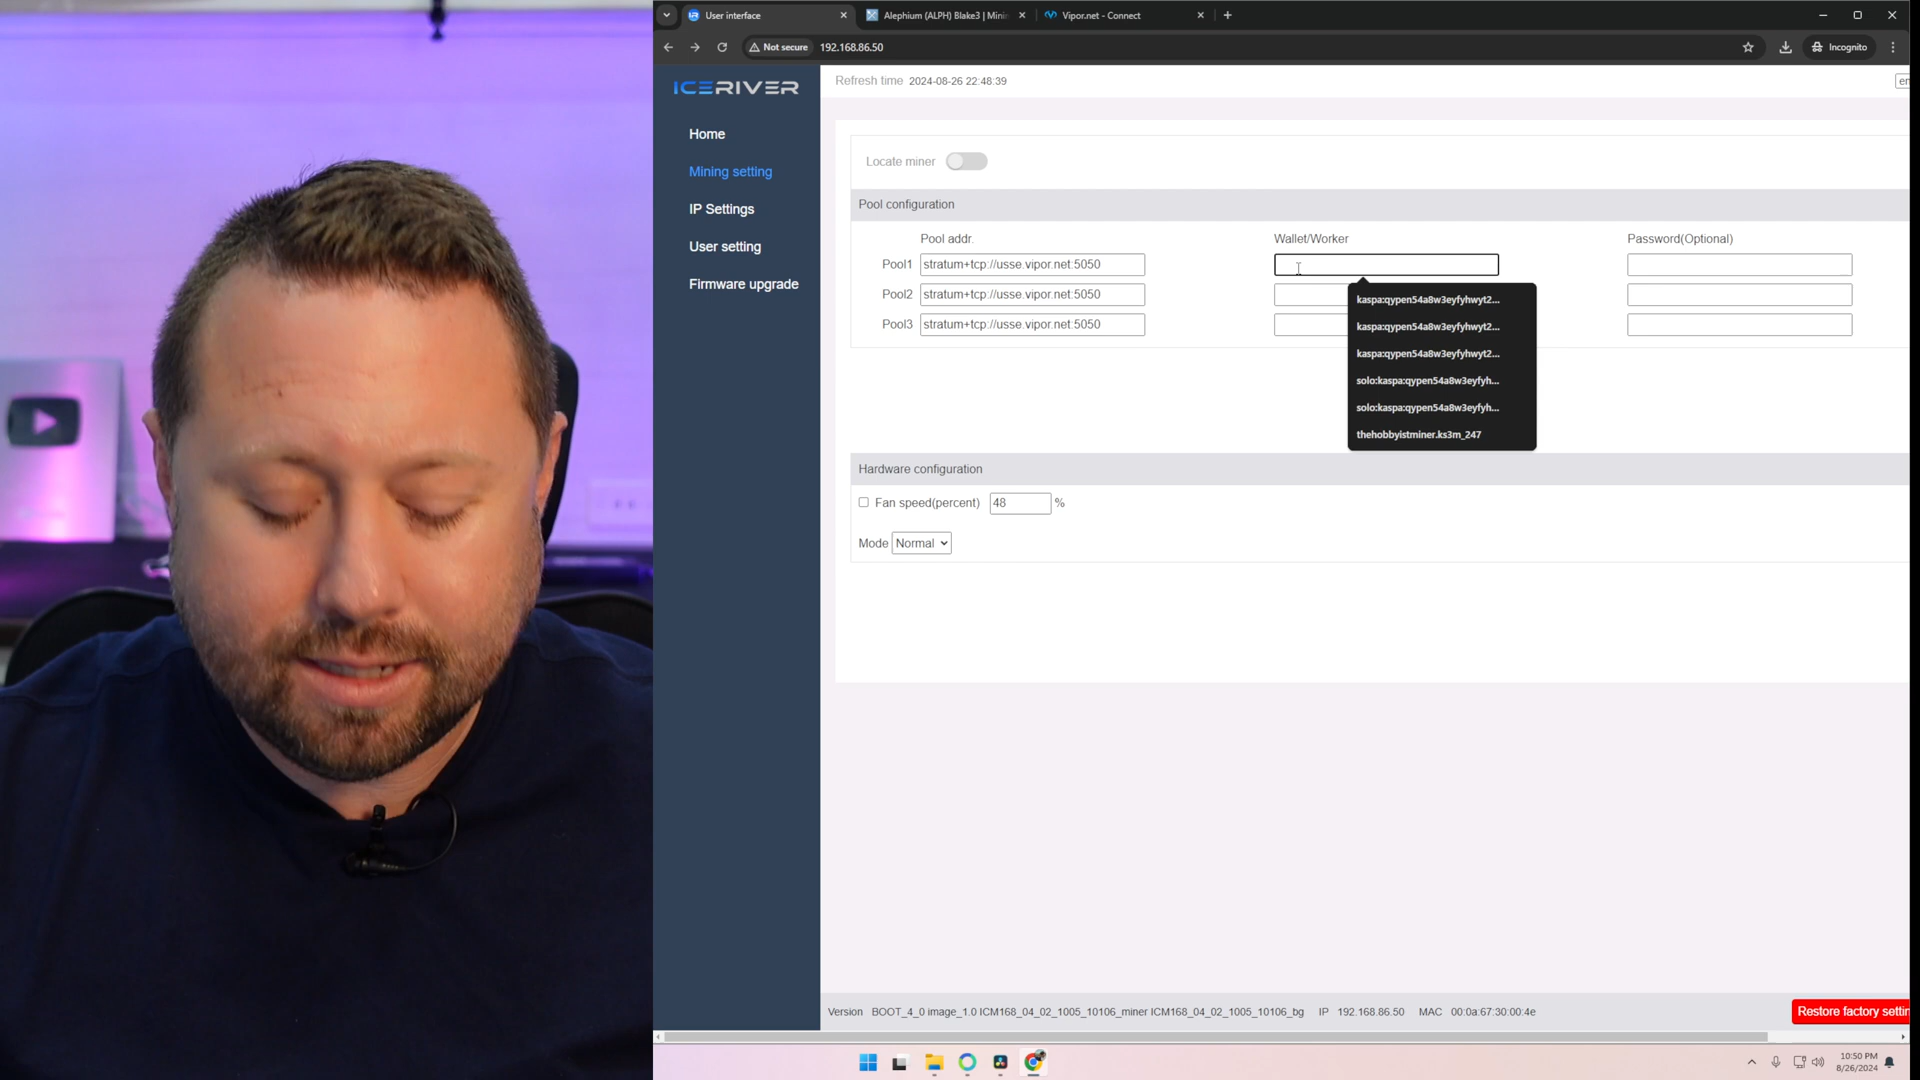 User interface
Alephium (ALPH) Blake3 | Mini
Vipor.net - Connect
Not secure 192.168.86.50
Incognito
ICERIVER
Refresh time 2024-08-26 22:48:39
en
Home
Mining setting
IP Settings
User setting
Firmware upgrade
Locate miner
Pool configuration
Pool addr. Wallet/Worker Password(Optional)
Pool1 stratum+tcp://usse.vipor.net:5050
Pool2 stratum+tcp://usse.vipor.net:5050
Pool3 stratum+tcp://usse.vipor.net:5050
kaspa:qypen54a8w3eyfyhwyt2...
kaspa:qypen54a8w3eyfyhwyt2...
kaspa:qypen54a8w3eyfyhwyt2...
solo:kaspa:qypen54a8w3eyfyh...
solo:kaspa:qypen54a8w3eyfyh...
thehobbyistminer.ks3m_247
Hardware configuration
Fan speed(percent) 48 %
Mode Normal
Version BOOT_4_0 image_1.0 ICM168_04_02_1005_10106_miner ICM168_04_02_1005_10106_bg IP 192.168.86.50 MAC 00:0a:67:30:00:4e
Restore factory settin
10:50 PM
8/26/2024